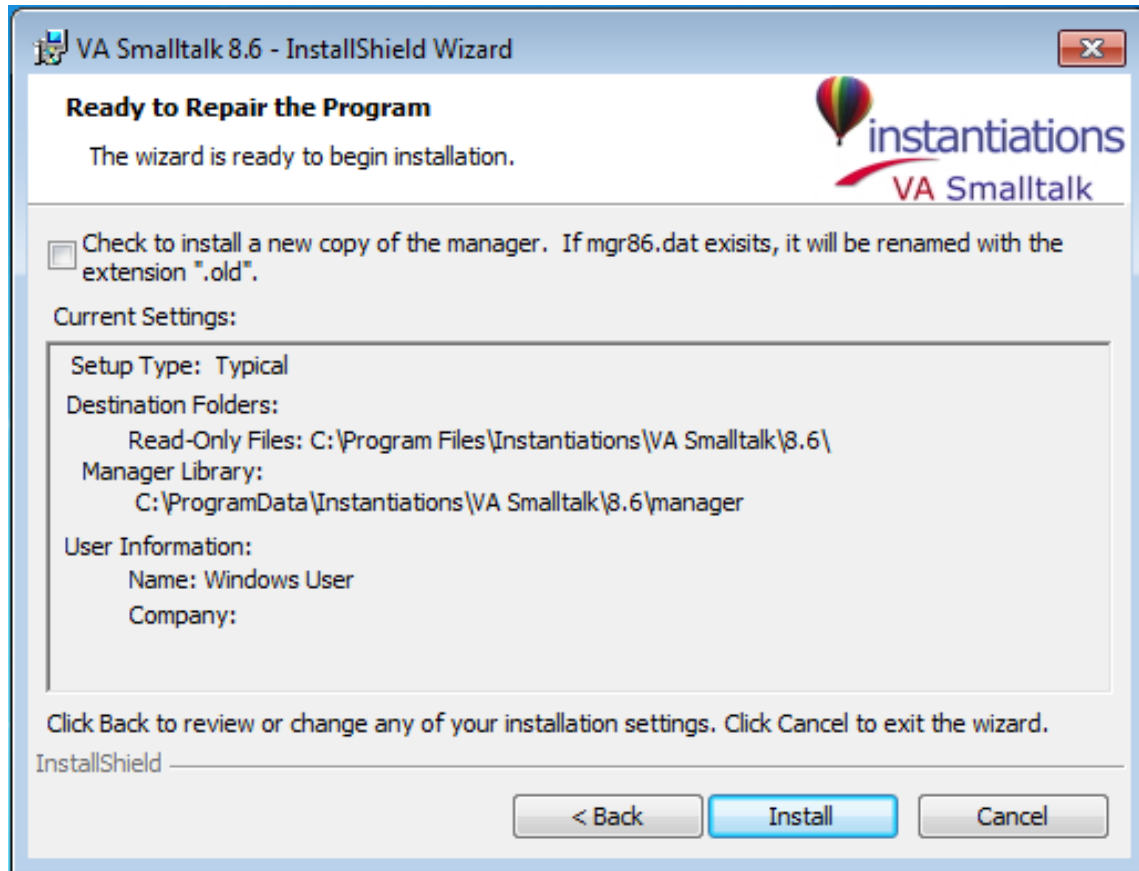 VA Smalltalk 8.6 - InstallShield Wizard
Ready to Repair the Program
The wizard is ready to begin installation.
instantiations
VA Smalltalk
Check to install a new copy of the manager.  If mgr86.dat exisits, it will be renamed with the
extension ".old".
Current Settings:
Setup Type:  Typical
Destination Folders:
Read-Only Files: C:\Program Files\Instantiations\VA Smalltalk\8.6\
Manager Library:
C:\ProgramData\Instantiations\VA Smalltalk\8.6\manager
User Information:
Name: Windows User
Company:
Click Back to review or change any of your installation settings. Click Cancel to exit the wizard.
InstallShield
< Back Install Cancel